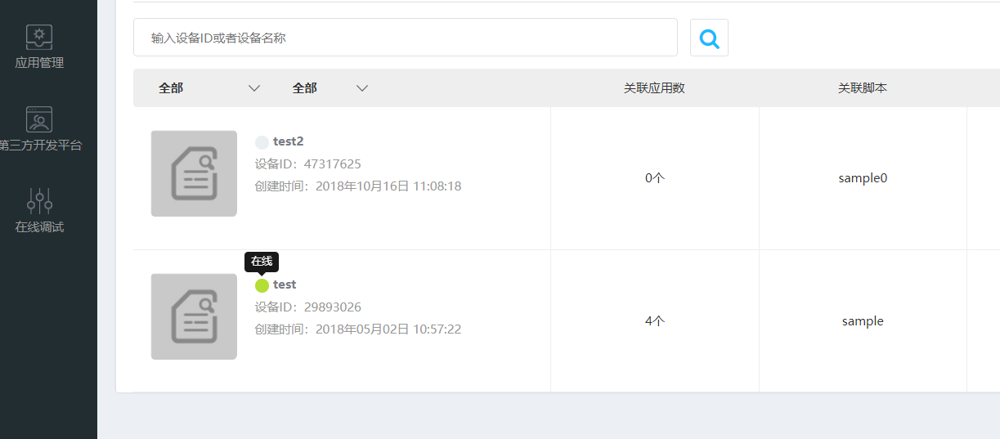 应用管理
第三方开发平台
在线调试
输入设备ID或者设备名称
全部 全部 关联应用数 关联脚本
test2
设备ID：47317625
创建时间：2018年10月16日 11:08:18
0个
sample0
在线
test
设备ID：29893026
创建时间：2018年05月02日 10:57:22
4个
sample